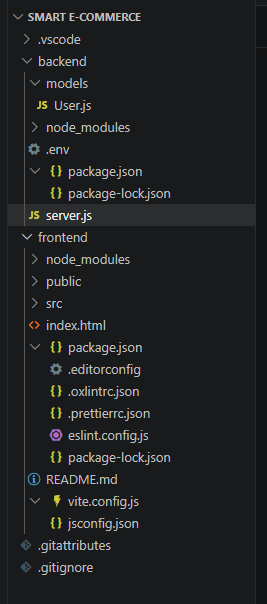 SMART E-COMMERCE
.vscode
backend
models
JS User.js
node_modules
.env
{} package.json
{} package-lock.json
JS server.js
frontend
node_modules
public
src
<> index.html
{} package.json
.editorconfig
{} .oxlintrc.json
{} .prettierrc.json
eslint.config.js
{} package-lock.json
README.md
vite.config.js
{} jsconfig.json
.gitattributes
.gitignore